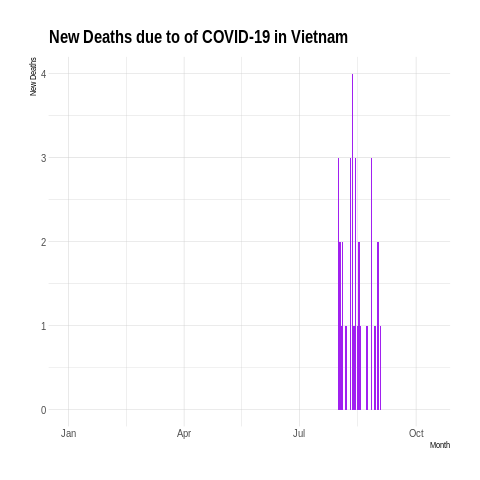 New Deaths due to of COVID-19 in Vietnam
New Deaths
4
3
2
1
0
Jan Apr Jul Oct
Month